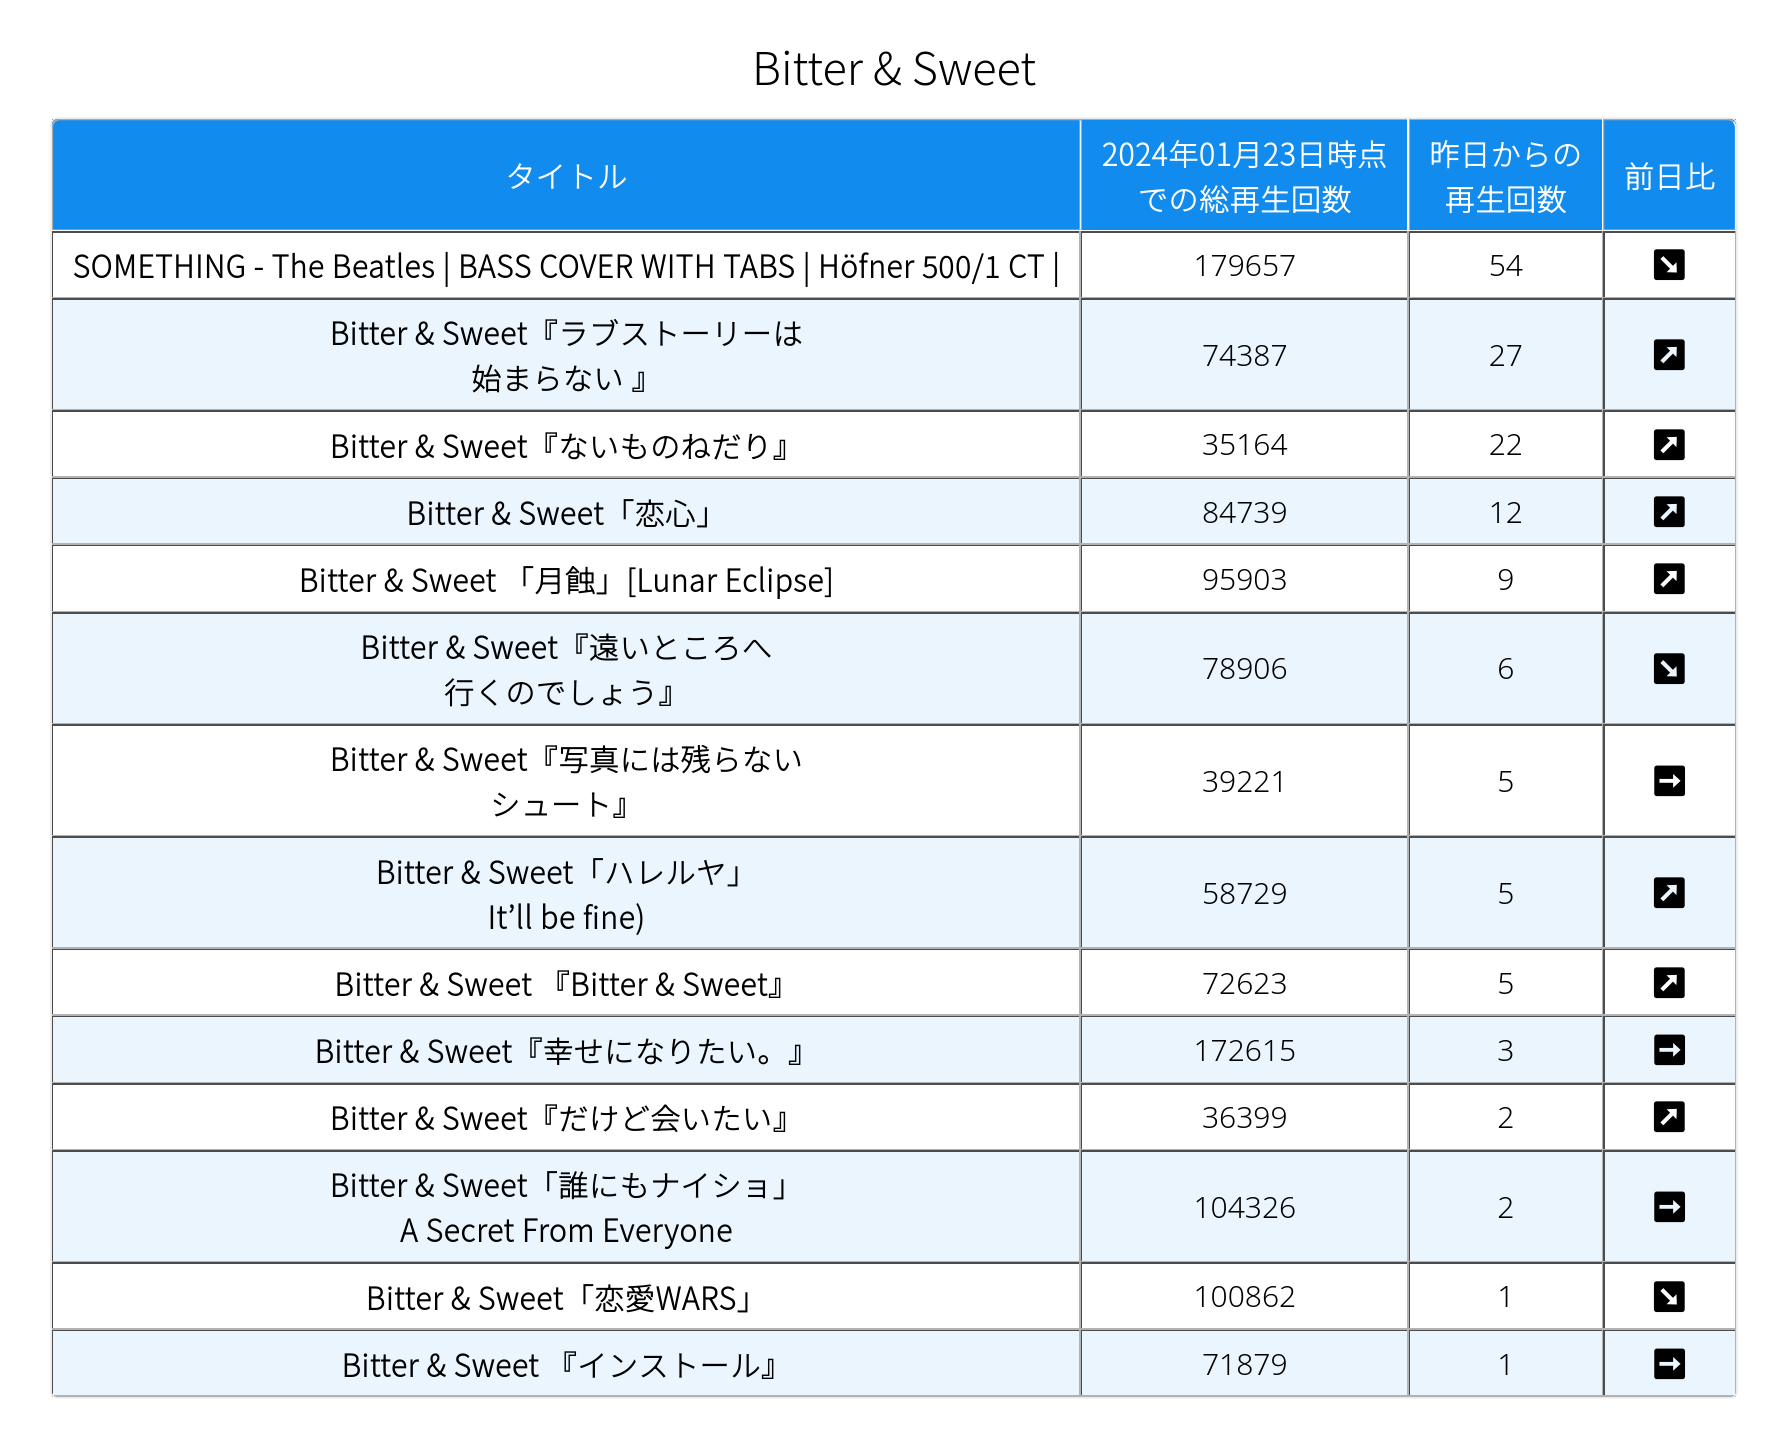 Bitter & Sweet
タイトル
2024年01月23日時点
での総再生回数
昨日からの
再生回数
前日比
SOMETHING - The Beatles | BASS COVER WITH TABS | Höfner 500/1 CT |
179657
54
Bitter & Sweet『ラブストーリーは
始まらない 』
74387
27
Bitter & Sweet『ないものねだり』
35164
22
Bitter & Sweet「恋心」
84739
12
Bitter & Sweet 「月蝕」[Lunar Eclipse]
95903
9
Bitter & Sweet『遠いところへ
行くのでしょう』
78906
6
Bitter & Sweet『写真には残らない
シュート』
39221
5
Bitter & Sweet「ハレルヤ」
It’ll be fine)
58729
5
Bitter & Sweet 『Bitter & Sweet』
72623
5
Bitter & Sweet『幸せになりたい。』
172615
3
Bitter & Sweet『だけど会いたい』
36399
2
Bitter & Sweet「誰にもナイショ」
A Secret From Everyone
104326
2
Bitter & Sweet「恋愛WARS」
100862
1
Bitter & Sweet 『インストール』
71879
1